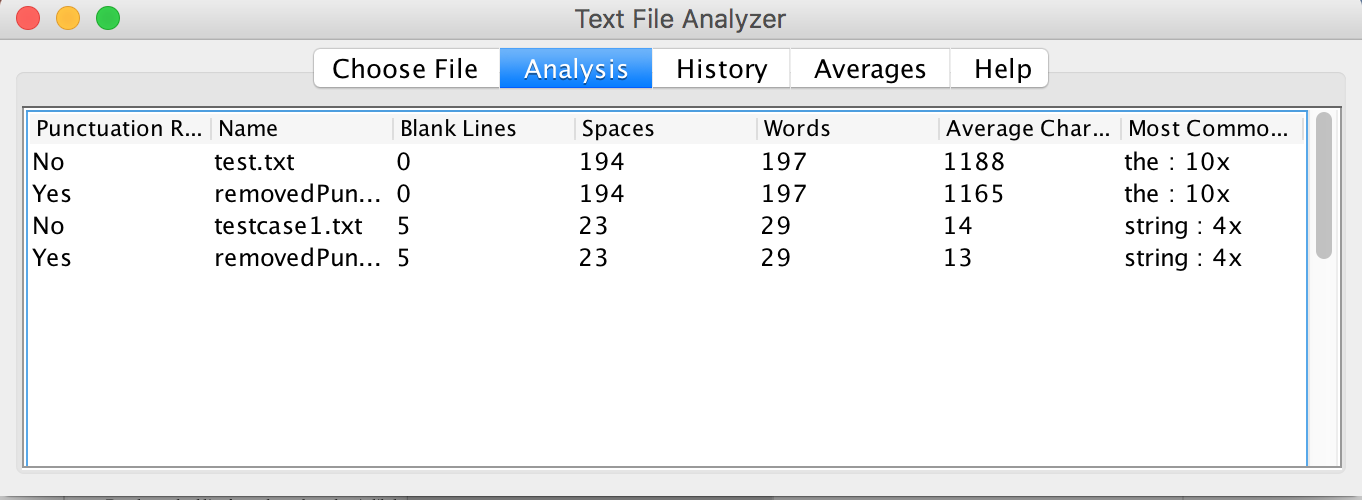 Text File Analyzer
Choose File Analysis History Averages Help
Punctuation R... Name Blank Lines Spaces Words Average Char... Most Commo...
No test.txt 0 194 197 1188 the : 10x
Yes removedPun... 0 194 197 1165 the : 10x
No testcase1.txt 5 23 29 14 string : 4x
Yes removedPun... 5 23 29 13 string : 4x